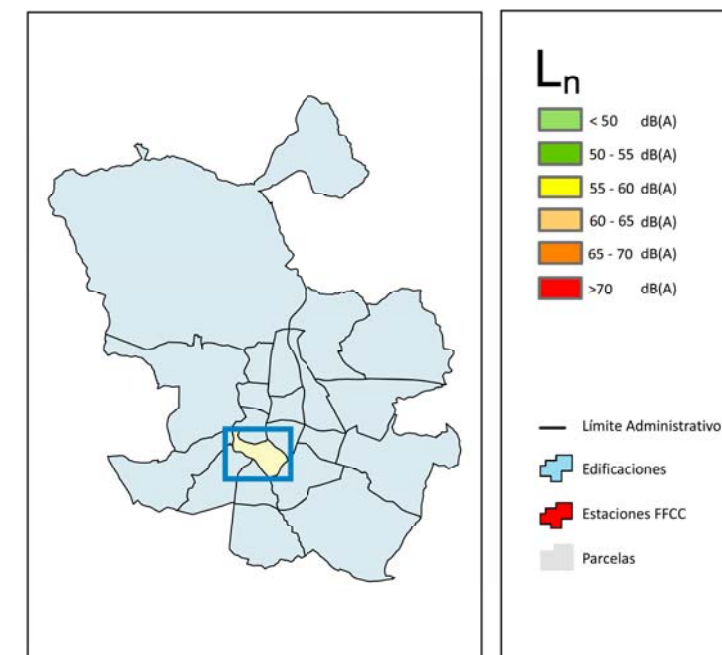 Ln
< 50 dB(A)
50 - 55 dB(A)
55 - 60 dB(A)
60 - 65 dB(A)
65 - 70 dB(A)
>70 dB(A)
Límite Administrativo
Edificaciones
Estaciones FFCC
Parcelas